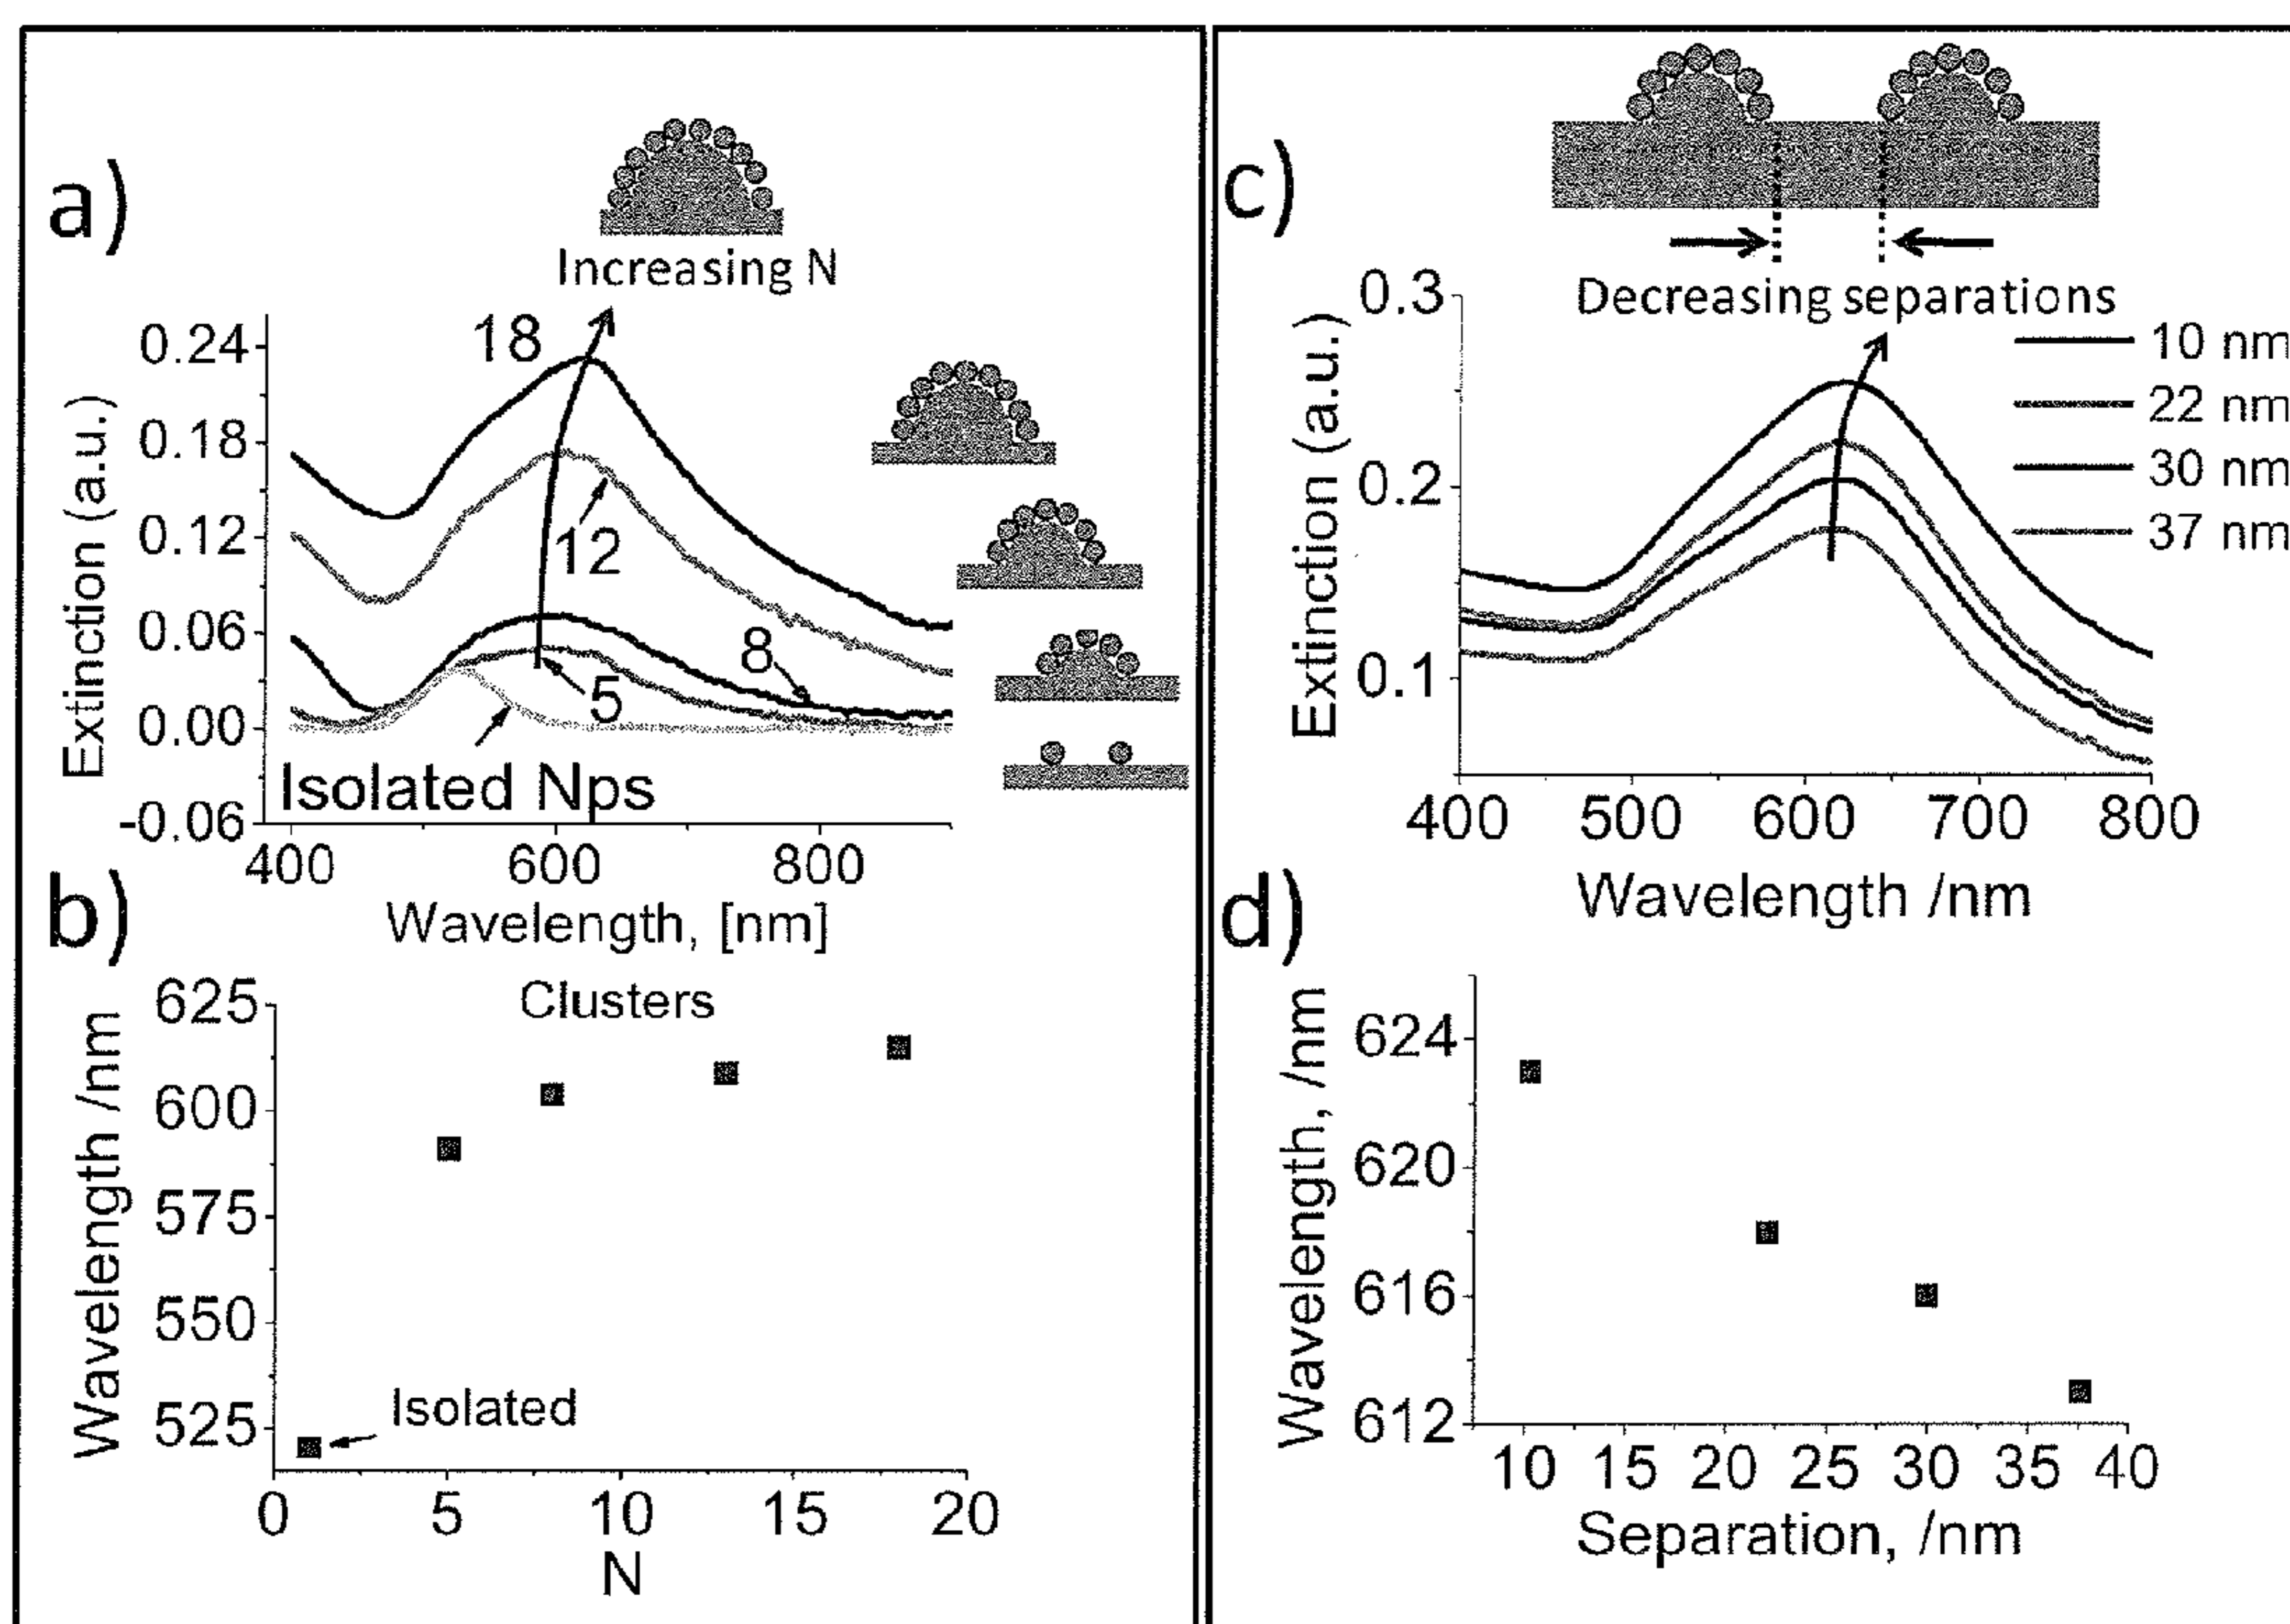 a)
Increasing N
18
12
8
5
Isolated Nps
Extinction (a.u.)
0.24
0.18
0.12
0.06
0.00
-0.06
400 600 800
Wavelength, [nm]
b)
Clusters
Isolated
Wavelength /nm
625
600
575
550
525
0 5 10 15 20
N
c)
Decreasing separations
10 nm
22 nm
30 nm
37 nm
Extinction (a.u.)
0.3
0.2
0.1
400 500 600 700 800
Wavelength /nm
d)
Wavelength, /nm
624
620
616
612
10 15 20 25 30 35 40
Separation, /nm